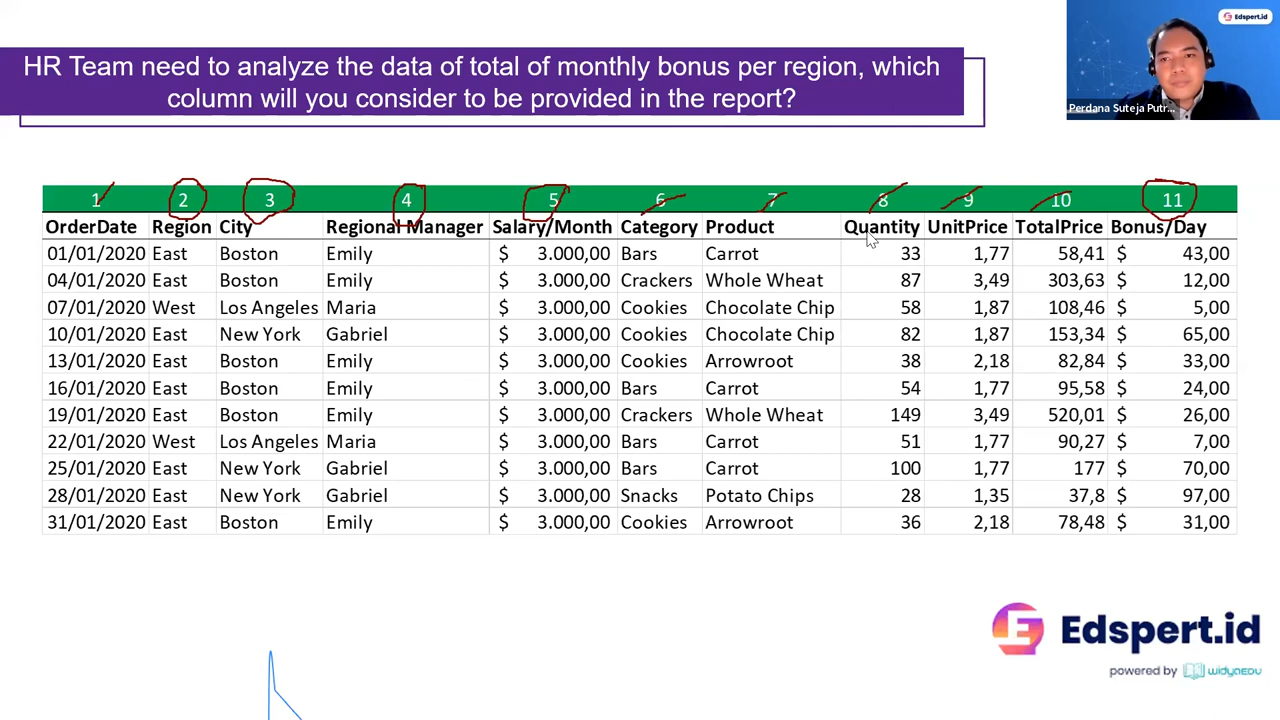 Edspert.id
HR Team need to analyze the data of total of monthly bonus per region, which
column will you consider to be provided in the report?
Perdana Suteja Putr...
1 2 3 4 5 6 7 8 9 10 11
OrderDate Region City Regional Manager Salary/Month Category Product Quantity UnitPrice TotalPrice Bonus/Day
01/01/2020 East Boston Emily $ 3.000,00 Bars Carrot 33 1,77 58,41 $ 43,00
04/01/2020 East Boston Emily $ 3.000,00 Crackers Whole Wheat 87 3,49 303,63 $ 12,00
07/01/2020 West Los Angeles Maria $ 3.000,00 Cookies Chocolate Chip 58 1,87 108,46 $ 5,00
10/01/2020 East New York Gabriel $ 3.000,00 Cookies Chocolate Chip 82 1,87 153,34 $ 65,00
13/01/2020 East Boston Emily $ 3.000,00 Cookies Arrowroot 38 2,18 82,84 $ 33,00
16/01/2020 East Boston Emily $ 3.000,00 Bars Carrot 54 1,77 95,58 $ 24,00
19/01/2020 East Boston Emily $ 3.000,00 Crackers Whole Wheat 149 3,49 520,01 $ 26,00
22/01/2020 West Los Angeles Maria $ 3.000,00 Bars Carrot 51 1,77 90,27 $ 7,00
25/01/2020 East New York Gabriel $ 3.000,00 Bars Carrot 100 1,77 177 $ 70,00
28/01/2020 East New York Gabriel $ 3.000,00 Snacks Potato Chips 28 1,35 37,8 $ 97,00
31/01/2020 East Boston Emily $ 3.000,00 Cookies Arrowroot 36 2,18 78,48 $ 31,00
Edspert.id
powered by WIDYAEDU